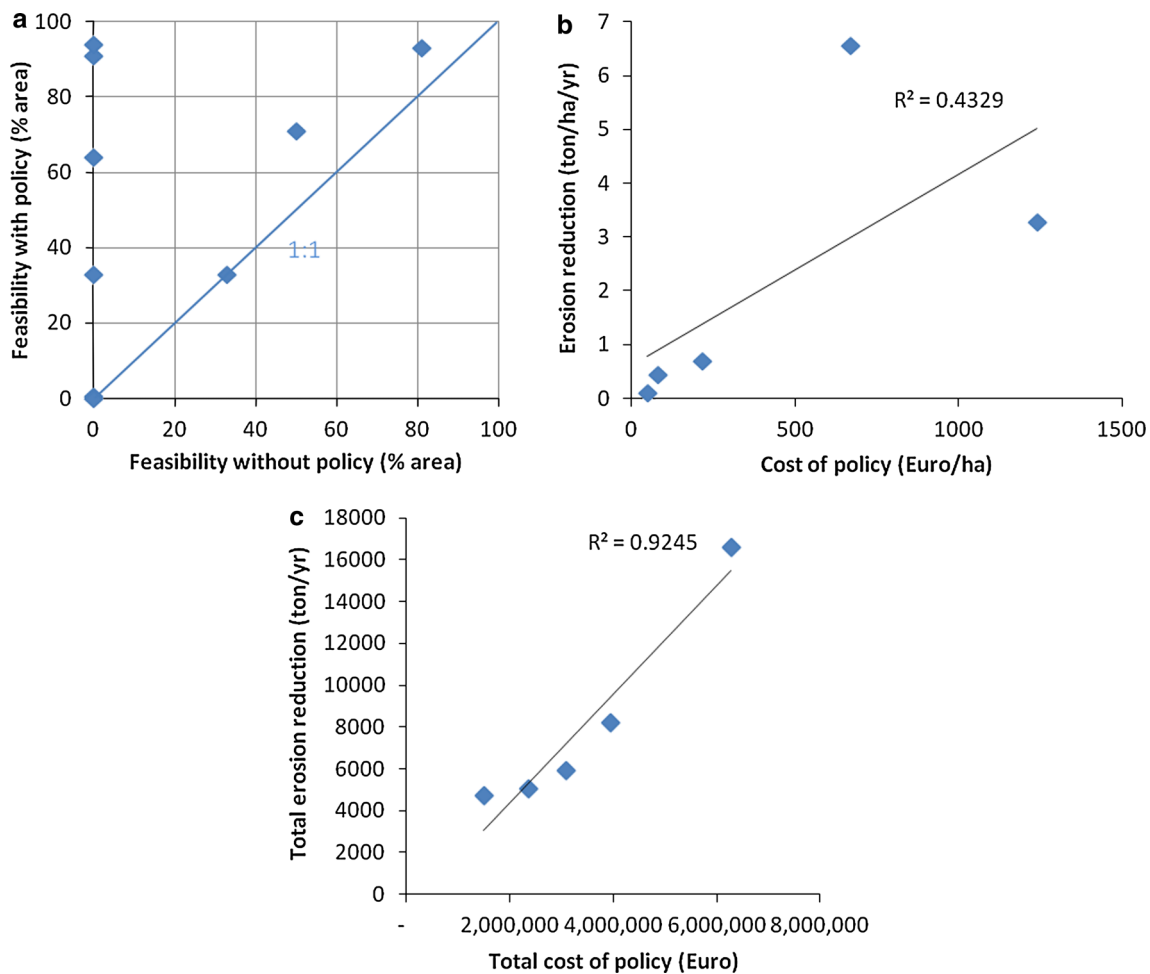 a
100
80
60
40
20
0
Feasibility with policy (% area)
1:1
0 20 40 60 80 100
Feasibility without policy (% area)
b
7
6
5
4
3
2
1
0
Erosion reduction (ton/ha/yr)
R² = 0.4329
0 500 1000 1500
Cost of policy (Euro/ha)
c
18000
16000
14000
12000
10000
8000
6000
4000
2000
0
Total erosion reduction (ton/yr)
R² = 0.9245
- 2,000,000 4,000,000 6,000,000 8,000,000
Total cost of policy (Euro)